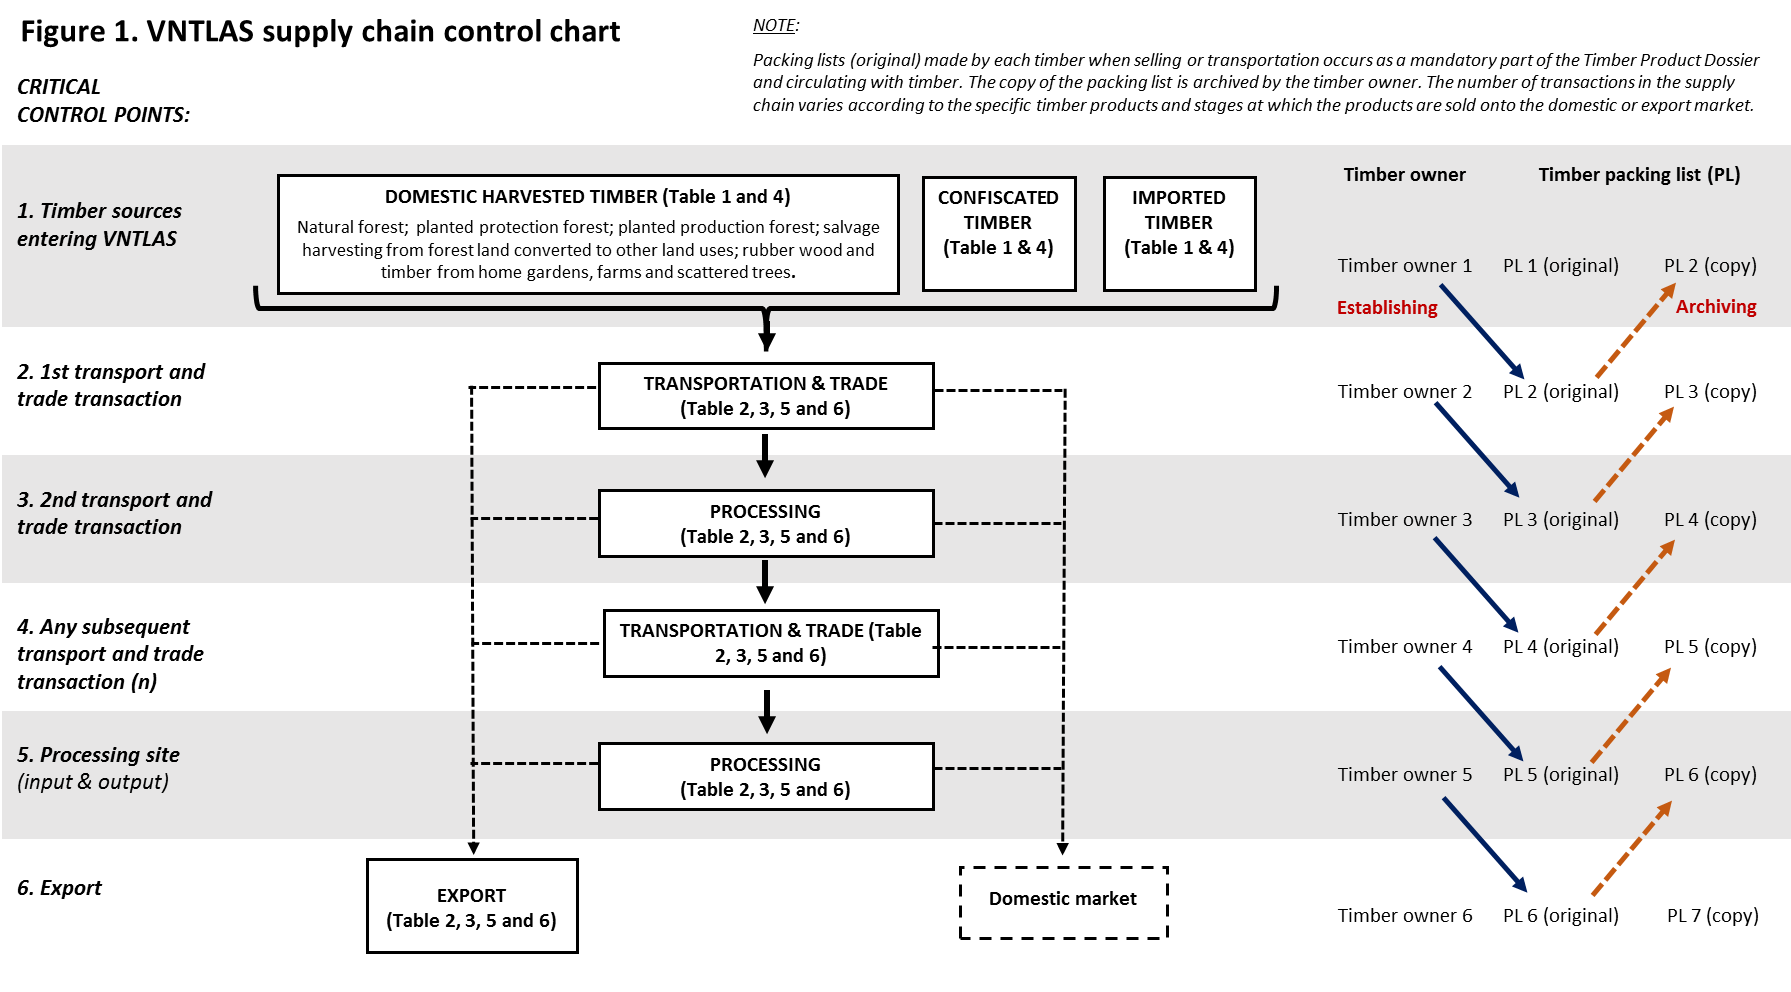 Figure 1. VNTLAS supply chain control chart
NOTE:
Packing lists (original) made by each timber when selling or transportation occurs as a mandatory part of the Timber Product Dossier
and circulating with timber. The copy of the packing list is archived by the timber owner. The number of transactions in the supply
chain varies according to the specific timber products and stages at which the products are sold onto the domestic or export market.
CRITICAL
CONTROL POINTS:
1. Timber sources
entering VNTLAS
DOMESTIC HARVESTED TIMBER (Table 1 and 4)
Natural forest; planted protection forest; planted production forest; salvage
harvesting from forest land converted to other land uses; rubber wood and
timber from home gardens, farms and scattered trees.
CONFISCATED
TIMBER
(Table 1 & 4)
IMPORTED
TIMBER
(Table 1 & 4)
Timber owner
Timber packing list (PL)
Timber owner 1
PL 1 (original)
PL 2 (copy)
Establishing
Archiving
2. 1st transport and
trade transaction
TRANSPORTATION & TRADE
(Table 2, 3, 5 and 6)
Timber owner 2
PL 2 (original)
PL 3 (copy)
3. 2nd transport and
trade transaction
PROCESSING
(Table 2, 3, 5 and 6)
Timber owner 3
PL 3 (original)
PL 4 (copy)
4. Any subsequent
transport and trade
transaction (n)
TRANSPORTATION & TRADE (Table
2, 3, 5 and 6)
Timber owner 4
PL 4 (original)
PL 5 (copy)
5. Processing site
(input & output)
PROCESSING
(Table 2, 3, 5 and 6)
Timber owner 5
PL 5 (original)
PL 6 (copy)
6. Export
EXPORT
(Table 2, 3, 5 and 6)
Domestic market
Timber owner 6
PL 6 (original)
PL 7 (copy)